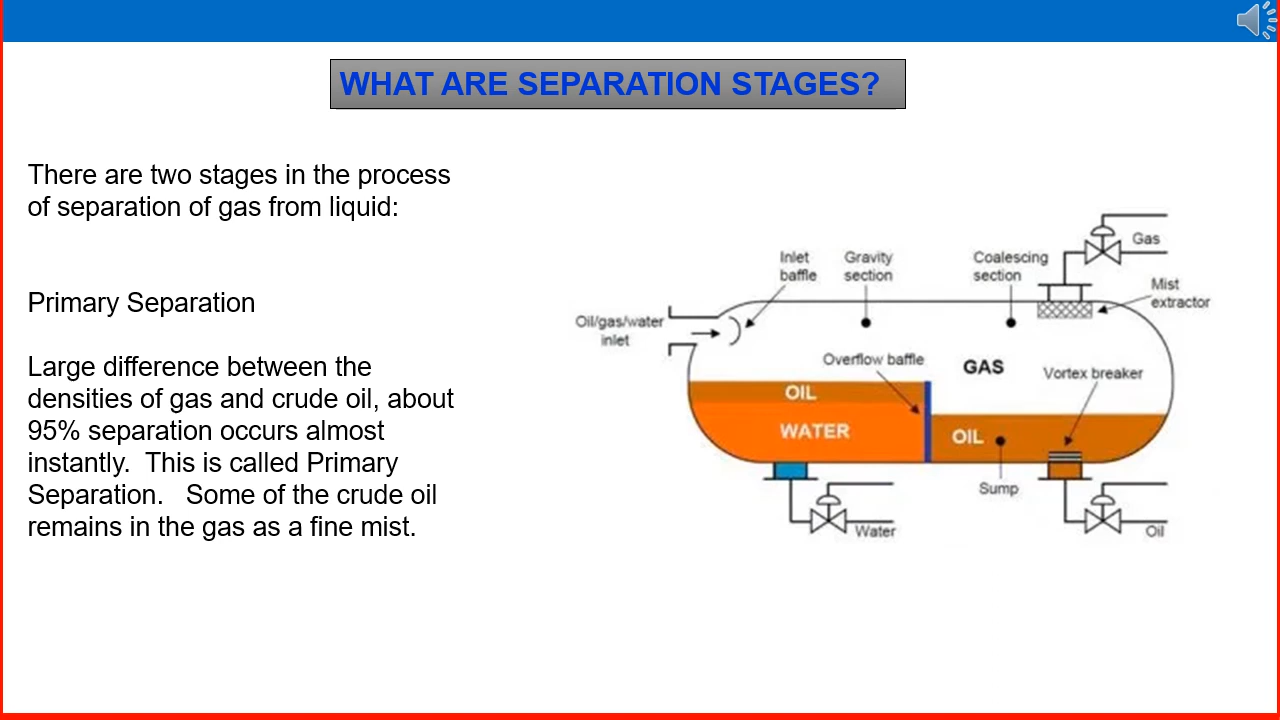 WHAT ARE SEPARATION STAGES?
There are two stages in the process
of separation of gas from liquid:
Primary Separation
Large difference between the
densities of gas and crude oil, about
95% separation occurs almost
instantly.  This is called Primary
Separation.   Some of the crude oil
remains in the gas as a fine mist.
Gas
Inlet
baffle
Gravity
section
Coalescing
section
Mist
extractor
Oil/gas/water
inlet
Overflow baffle
GAS
Vortex breaker
OIL
WATER
OIL
Sump
Water
Oil